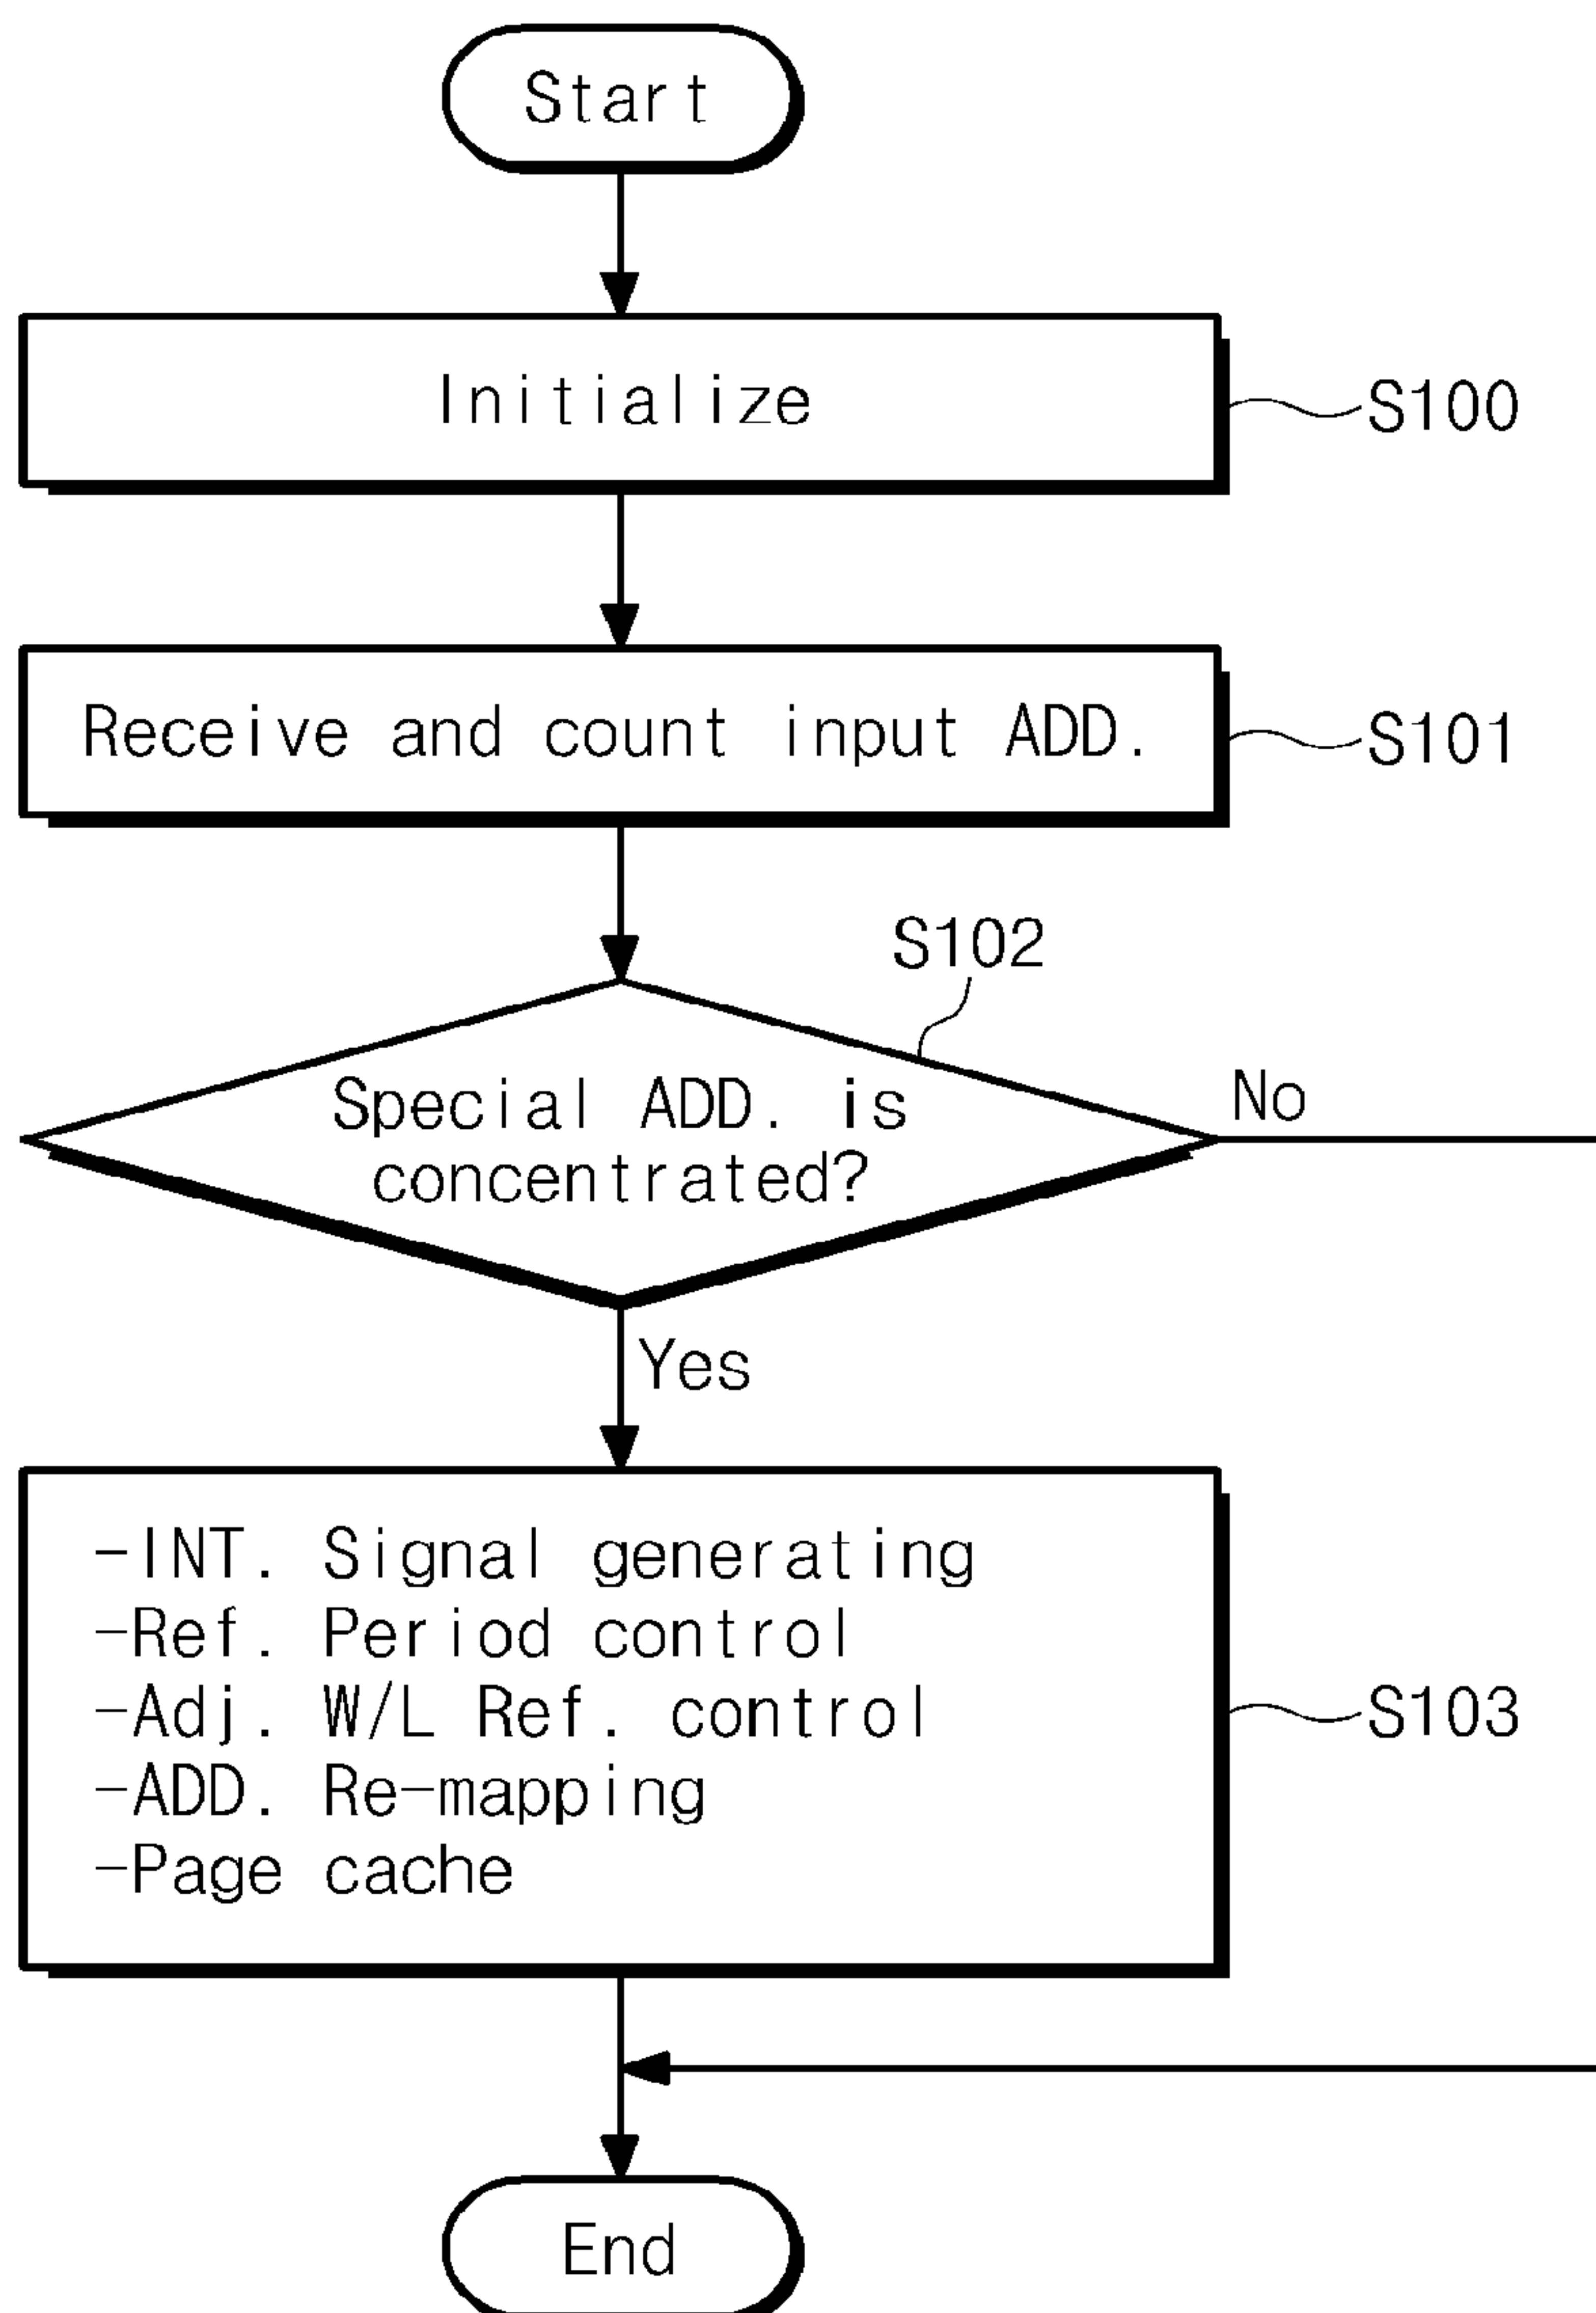 Start
Initialize
S100
Receive and count input ADD.
S101
S102
Special ADD. is
concentrated?
No
Yes
-INT. Signal generating
-Ref. Period control
-Adj. W/L Ref. control
-ADD. Re-mapping
-Page cache
S103
End